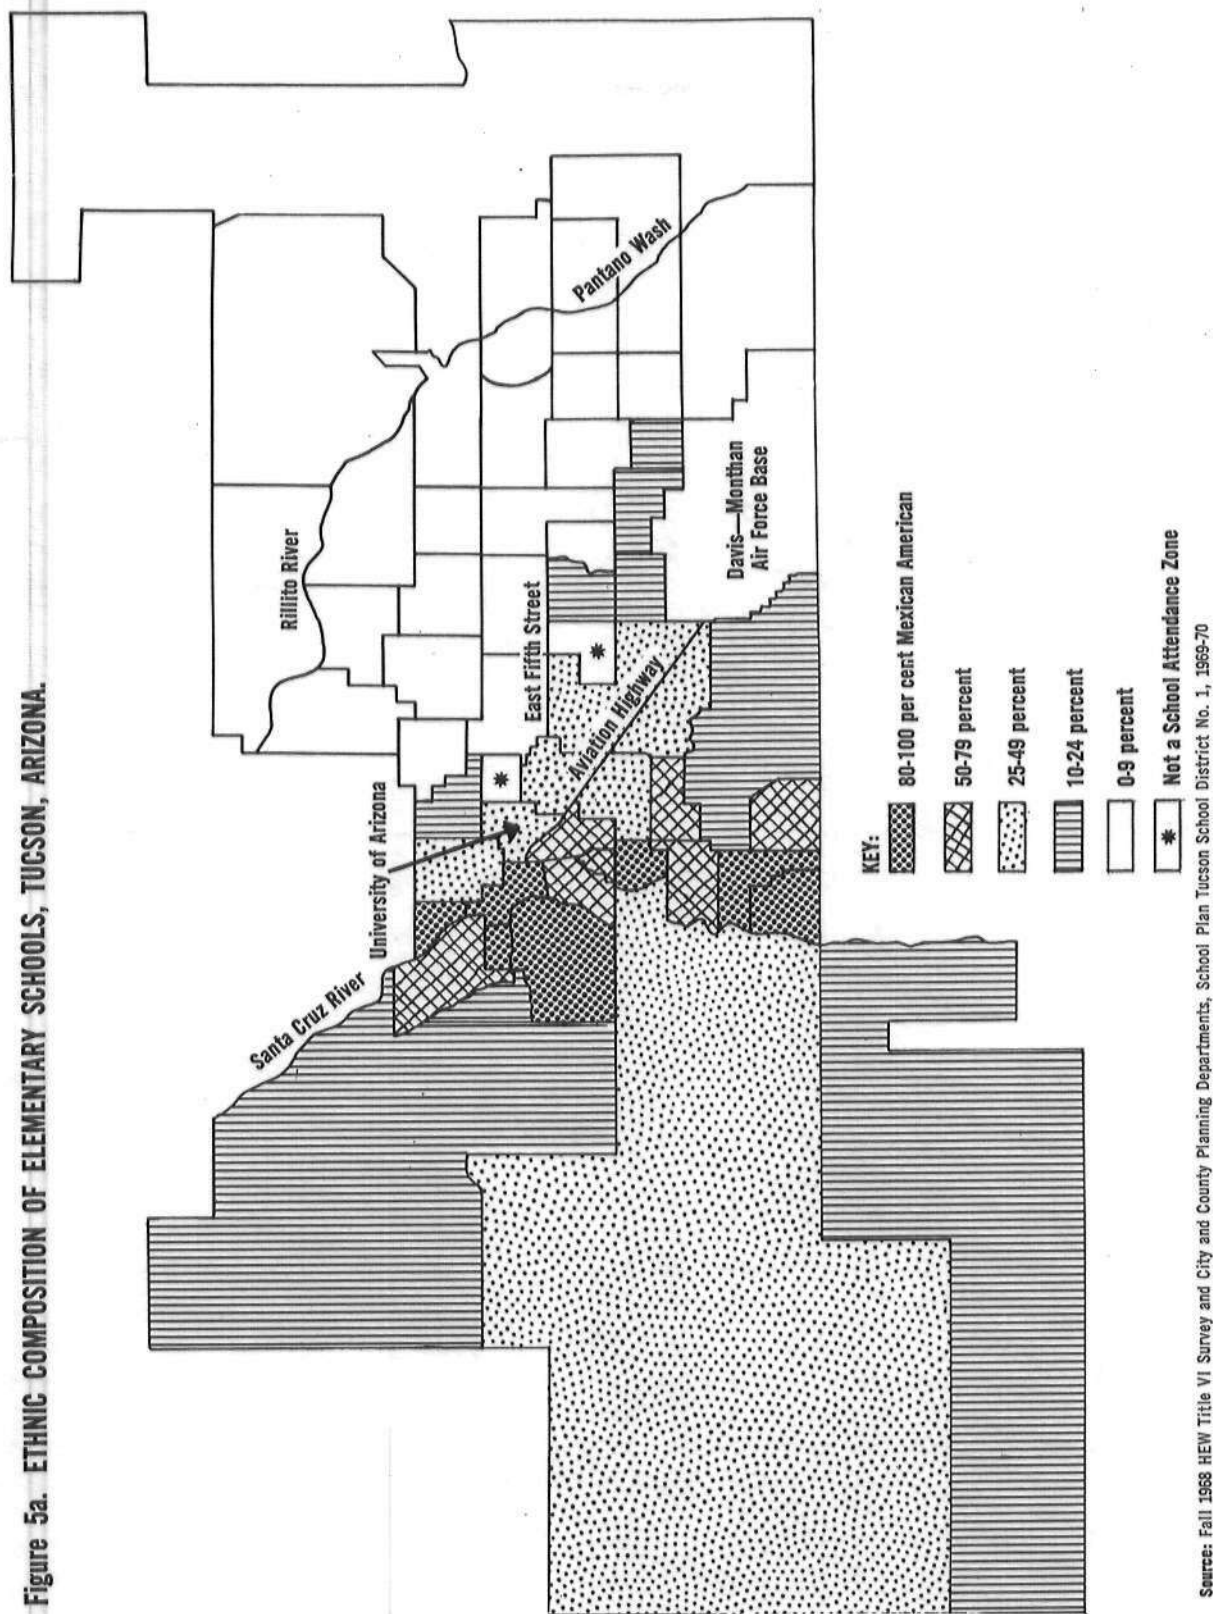 Figure 5a. ETHNIC COMPOSITION OF ELEMENTARY SCHOOLS, TUCSON, ARIZONA.
Rillito River
Pantano Wash
Santa Cruz River
University of Arizona
East Fifth Street
Aviation Highway
Davis—Monthan
Air Force Base
KEY:
80-100 per cent Mexican American
50-79 percent
25-49 percent
10-24 percent
0-9 percent
Not a School Attendance Zone
Source: Fall 1968 HEW Title VI Survey and City and County Planning Departments, School Plan Tucson School District No. 1, 1969-70